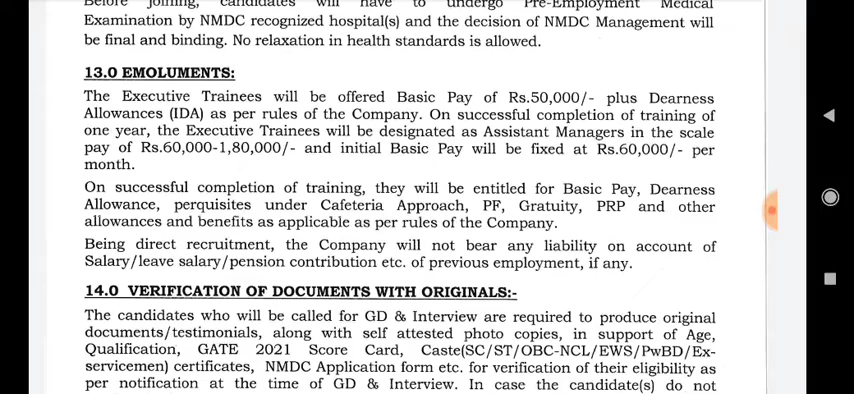 Before joining, candidates will have to undergo Pre-Employment Medical
Examination by NMDC recognized hospital(s) and the decision of NMDC Management will
be final and binding. No relaxation in health standards is allowed.
13.0 EMOLUMENTS:
The Executive Trainees will be offered Basic Pay of Rs.50,000/- plus Dearness
Allowances (IDA) as per rules of the Company. On successful completion of training of
one year, the Executive Trainees will be designated as Assistant Managers in the scale
pay of Rs.60,000-1,80,000/- and initial Basic Pay will be fixed at Rs.60,000/- per
month.
On successful completion of training, they will be entitled for Basic Pay, Dearness
Allowance, perquisites under Cafeteria Approach, PF, Gratuity, PRP and other
allowances and benefits as applicable as per rules of the Company.
Being direct recruitment, the Company will not bear any liability on account of
Salary/leave salary/pension contribution etc. of previous employment, if any.
14.0 VERIFICATION OF DOCUMENTS WITH ORIGINALS:-
The candidates who will be called for GD & Interview are required to produce original
documents/testimonials, along with self attested photo copies, in support of Age,
Qualification, GATE 2021 Score Card, Caste(SC/ST/OBC-NCL/EWS/PwBD/Ex-
servicemen) certificates, NMDC Application form etc. for verification of their eligibility as
per notification at the time of GD & Interview. In case the candidate(s) do not